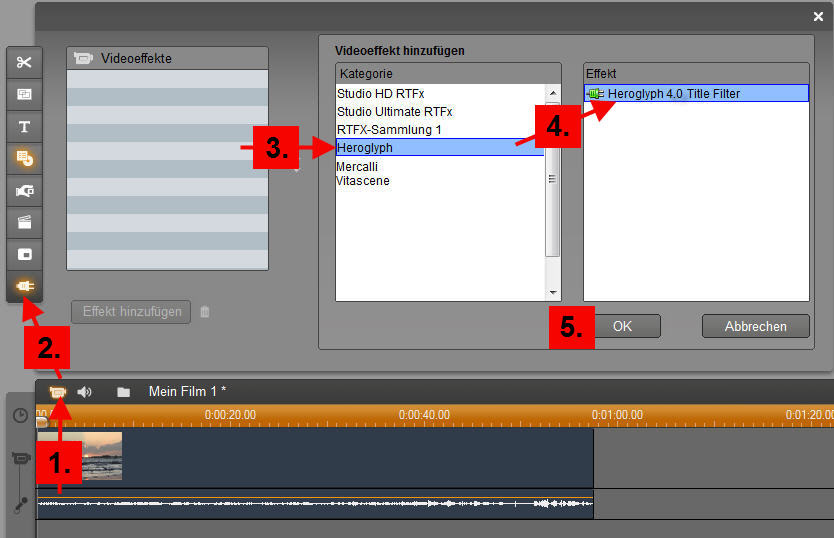 Videoeffekte
Videoeffekt hinzufügen
Kategorie
Effekt
Studio HD RTFx
Studio Ultimate RTFx
RTFX-Sammlung 1
Heroglyph
Mercalli
Vitascene
Heroglyph 4.0_Title Filter
T
3.
4.
Effekt hinzufügen
5.
OK
Abbrechen
2.
Mein Film 1 *
0:00:20.00
0:00:40.00
0:01:00.00
0:01:20.00
1.